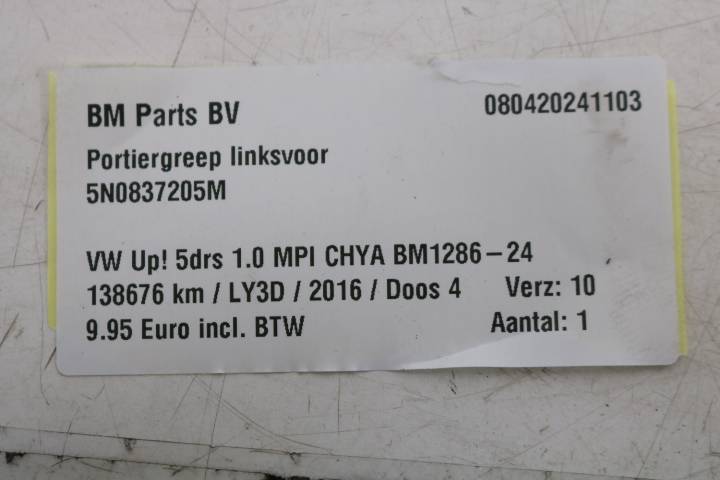 BM Parts BV 080420241103
Portiergreep linksvoor
5N0837205M
VW Up! 5drs 1.0 MPI CHYA BM1286-24
138676 km / LY3D / 2016 / Doos 4 Verz: 10
9.95 Euro incl. BTW Aantal: 1